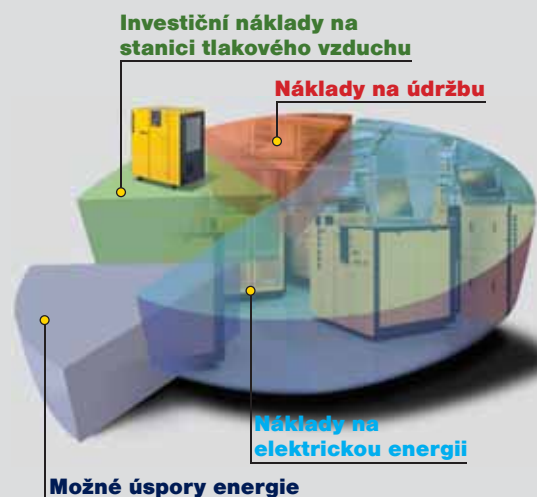 Investiční náklady na
stanici tlakového vzduchu
Náklady na údržbu
Náklady na
elektrickou energii
Možné úspory energie